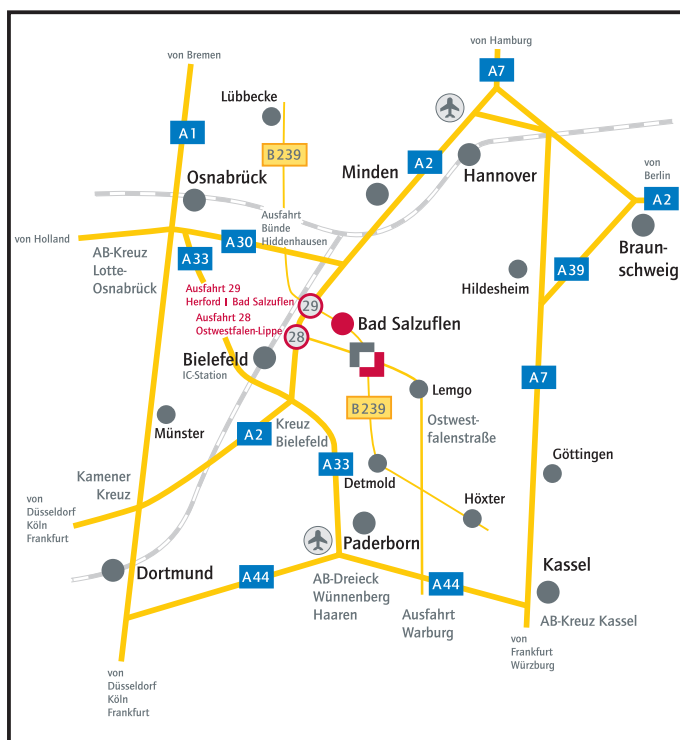 von Hamburg
von Bremen
A7
Lübbecke
A1
B239
Minden
A2
Hannover
von
Berlin
Osnabrück
A2
Ausfahrt
Bünde
Hiddenhausen
von Holland
A30
Braun-
schweig
AB-Kreuz
Lotte-
Osnabrück
A33
A39
Hildesheim
Ausfahrt 29
Herford I Bad Salzuflen
29
Ausfahrt 28
Ostwestfalen-Lippe
28
Bad Salzuflen
Bielefeld
IC-Station
A7
Lemgo
B239
Münster
Kreuz
Bielefeld
Ostwest-
falenstraße
A2
A33
Göttingen
Kamener
Kreuz
Detmold
Höxter
von
Düsseldorf
Köln
Frankfurt
Paderborn
Dortmund
Kassel
A44
AB-Dreieck
Wünnenberg
Haaren
A44
Ausfahrt
Warburg
AB-Kreuz Kassel
von
Frankfurt
Würzburg
von
Düsseldorf
Köln
Frankfurt